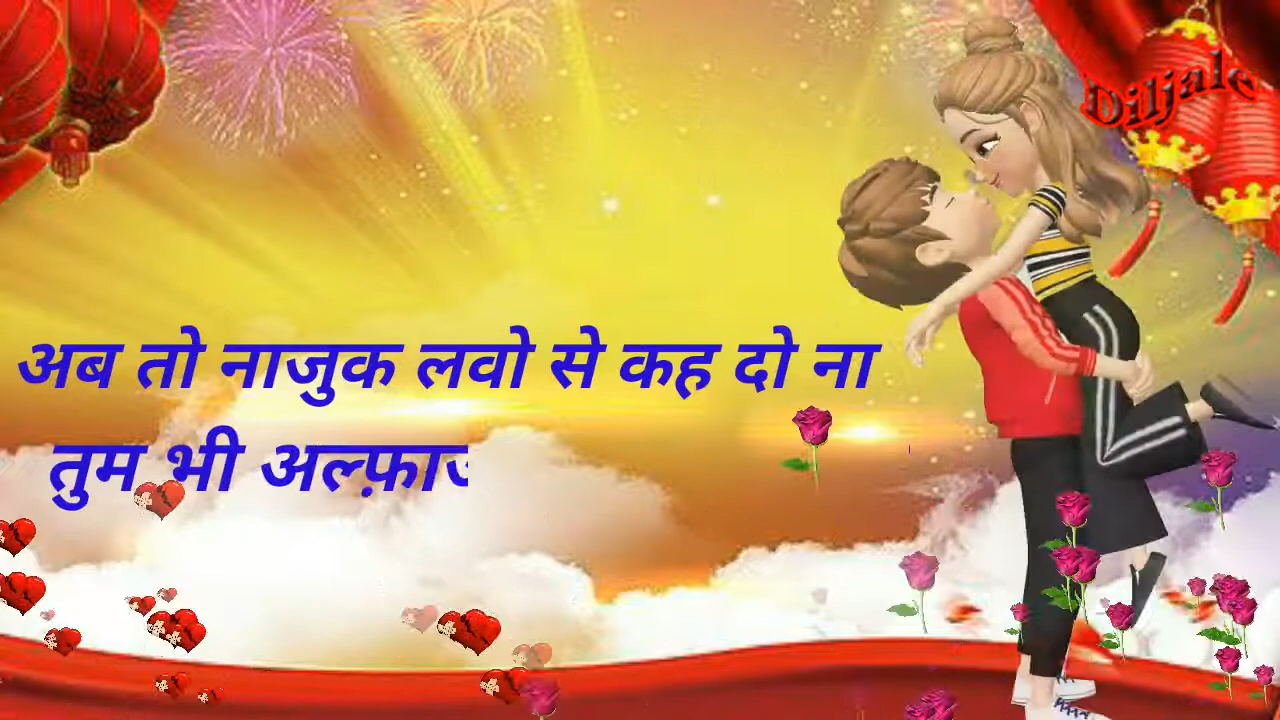 Diljale
अब तो नाजुक लवो से कह दो ना
तुम भी